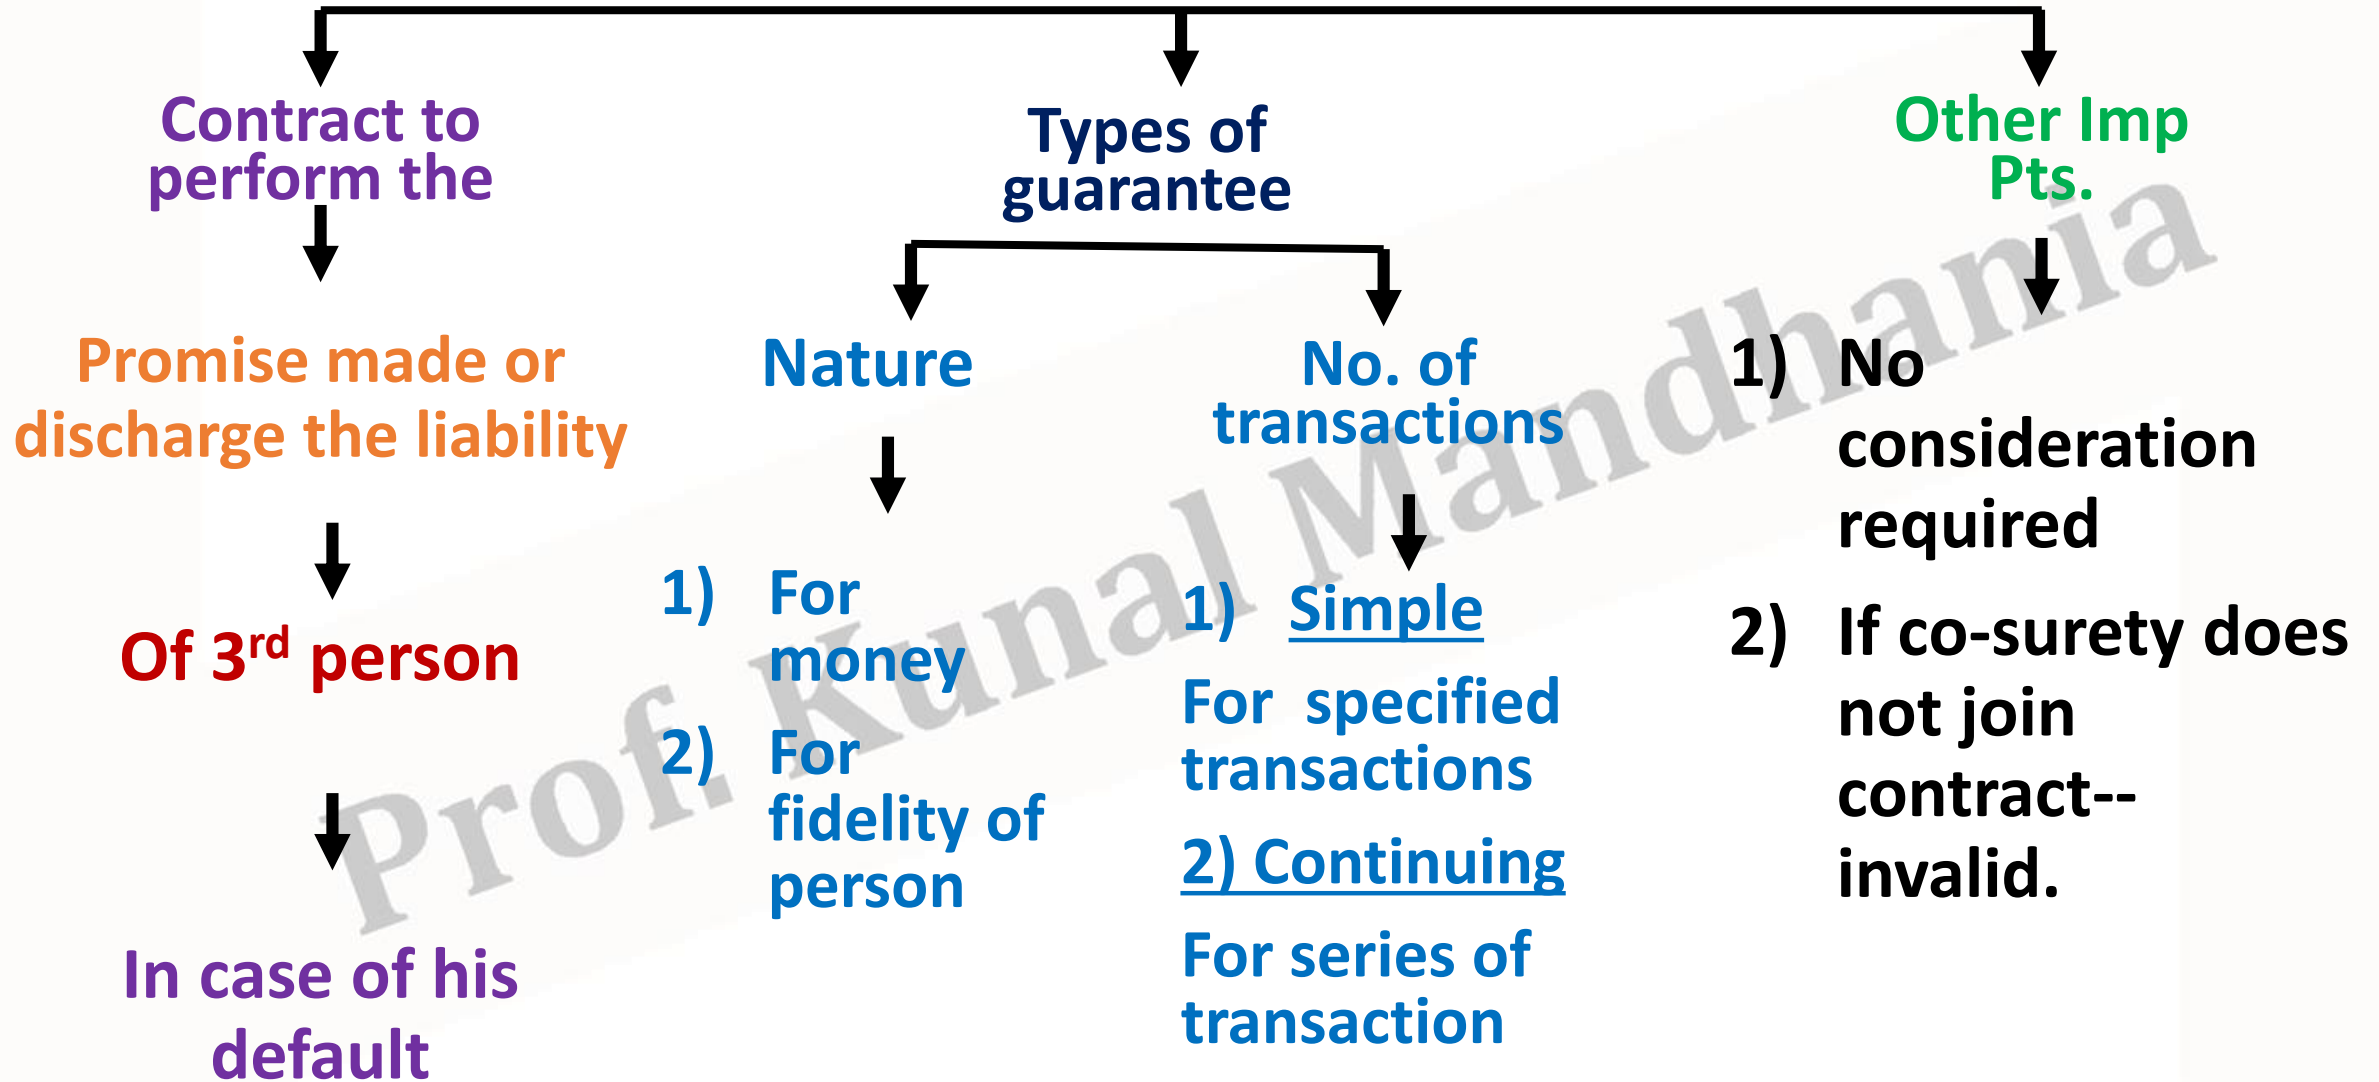 Contract to
perform the
Promise made or
discharge the liability
Of 3rd person
In case of his
default
Types of
guarantee
Nature
1) For
money
2) For
fidelity of
person
No. of
transactions
1) Simple
For specified
transactions
2) Continuing
For series of
transaction
Other Imp
Pts.
1) No
consideration
required
2) If co-surety does
not join
contract--
invalid.
Prof. Kunal Mandhania